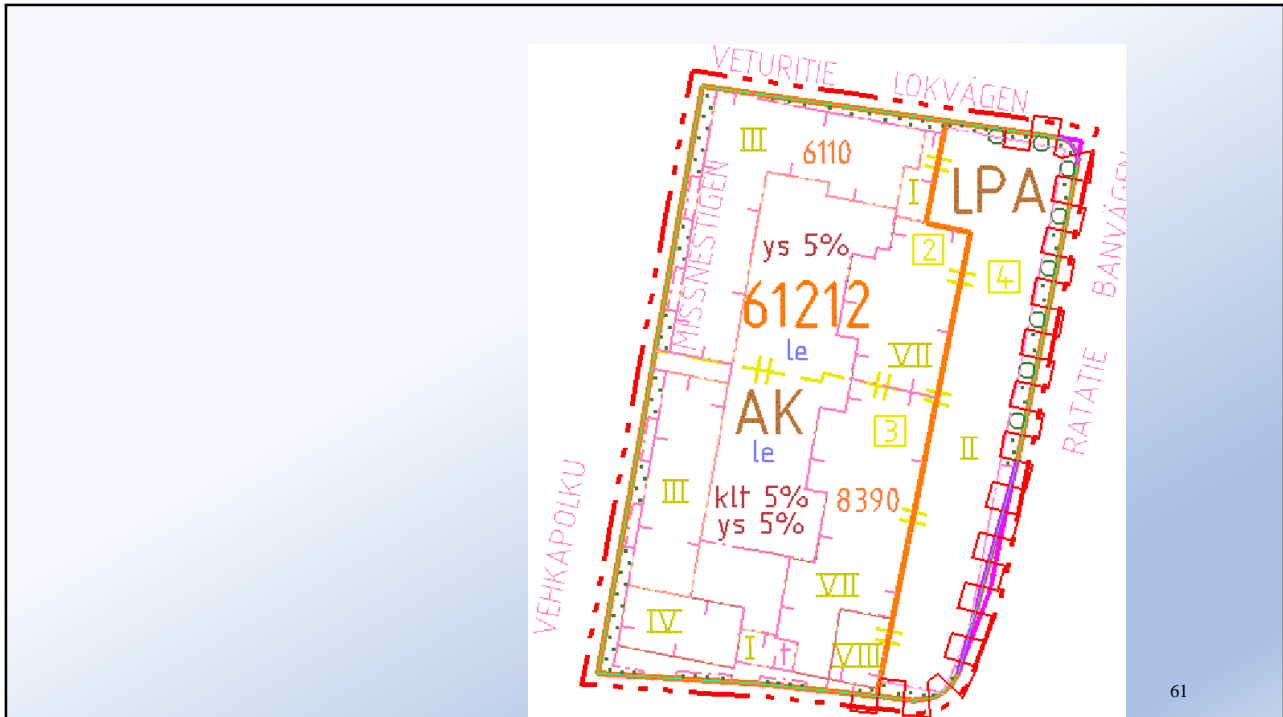 VETURITIE
LOKVÄGEN
III
6110
I
LPA
MISSNESTIGEN
ys 5%
2
4
BANVÄGEN
61212
le
VII
AK
3
le
II
RATATIE
III
klt 5%
8390
ys 5%
VEHKAPOLKU
VII
IV
I
t
VIII
61